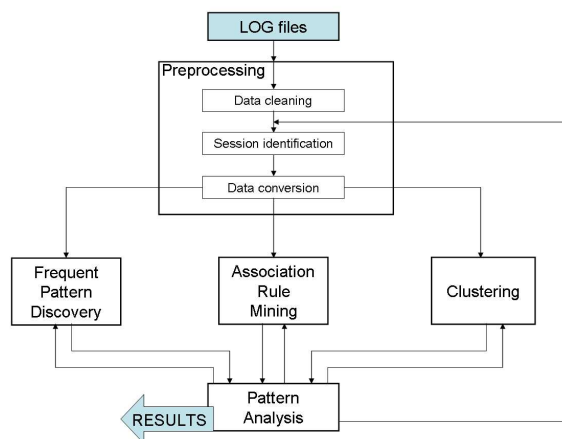 LOG files
Preprocessing
Data cleaning
Session identification
Data conversion
Frequent
Pattern
Discovery
Association
Rule
Mining
Clustering
Pattern
Analysis
RESULTS